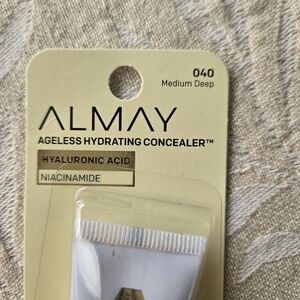 040
Medium Deep
ALMAY
AGELESS HYDRATING CONCEALER™
HYALURONIC ACID
NIACINAMIDE